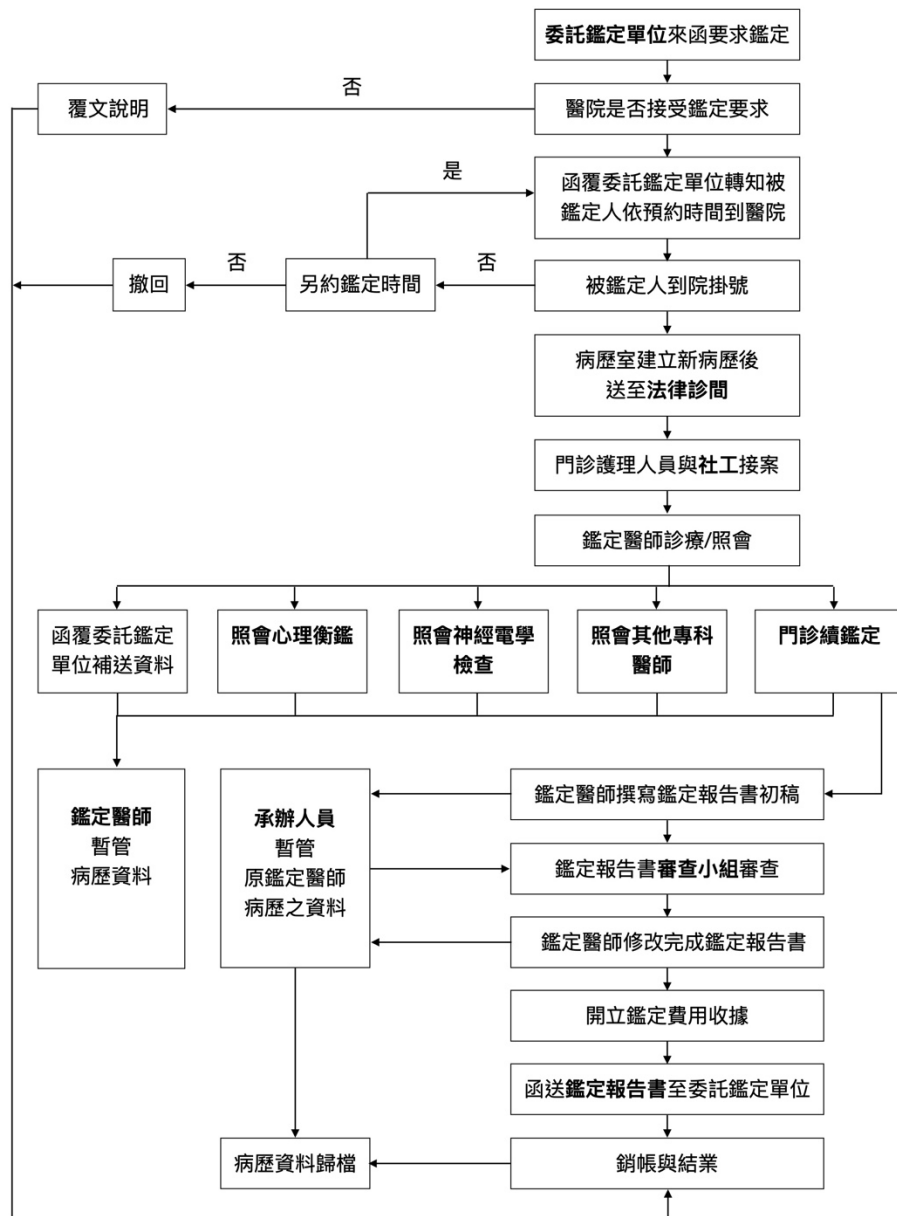 委託鑑定單位來函要求鑑定
否
覆文說明
醫院是否接受鑑定要求
是
函覆委託鑑定單位轉知被
鑑定人依預約時間到醫院
否
否
撤回
另約鑑定時間
被鑑定人到院掛號
病歷室建立新病歷後
送至法律診間
門診護理人員與社工接案
鑑定醫師診療/照會
函覆委託鑑定
單位補送資料
照會心理衡鑑
照會神經電學
檢查
照會其他專科
醫師
門診續鑑定
鑑定醫師
暫管
病歷資料
承辦人員
暫管
原鑑定醫師
病歷之資料
鑑定醫師撰寫鑑定報告書初稿
鑑定報告書審查小組審查
鑑定醫師修改完成鑑定報告書
開立鑑定費用收據
函送鑑定報告書至委託鑑定單位
病歷資料歸檔
銷帳與結業